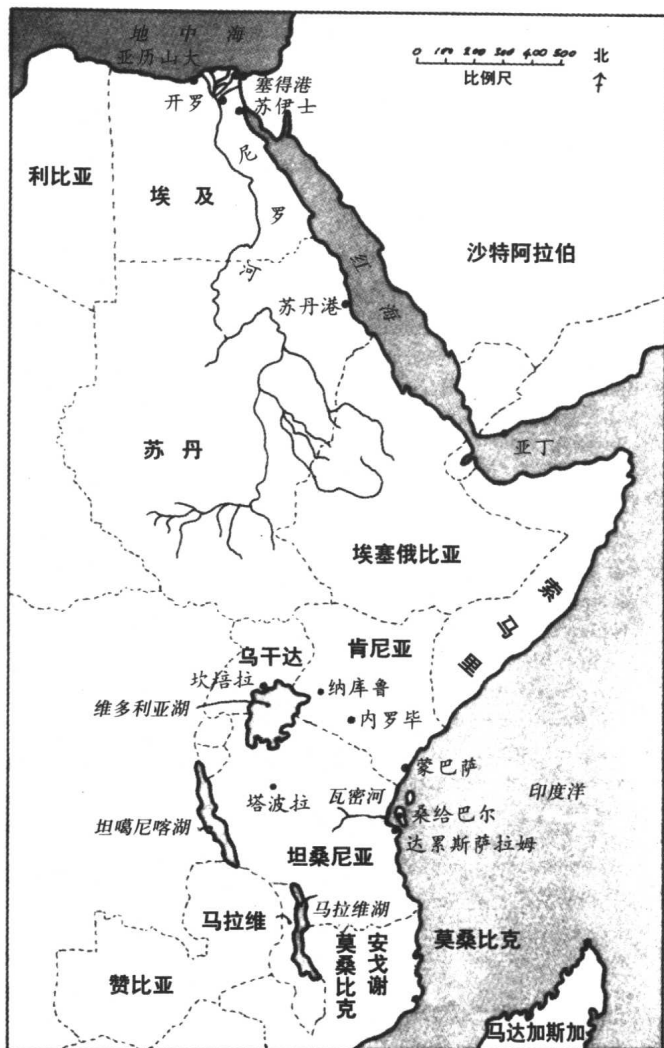 地中海
亚历山大
0 100 200 300 400 500
比例尺
北
塞得港
开罗
苏伊士
尼罗河
利比亚
埃及
沙特阿拉伯
红海
苏丹港
苏丹
亚丁
埃塞俄比亚
索马里
乌干达
肯尼亚
坎培拉
纳库鲁
维多利亚湖
内罗毕
蒙巴萨
塔波拉
瓦密河
印度洋
桑给巴尔
坦噶尼喀湖
达累斯萨拉姆
坦桑尼亚
马拉维
马拉维湖
安戈谢
莫桑比克
莫桑比克
赞比亚
马达加斯加